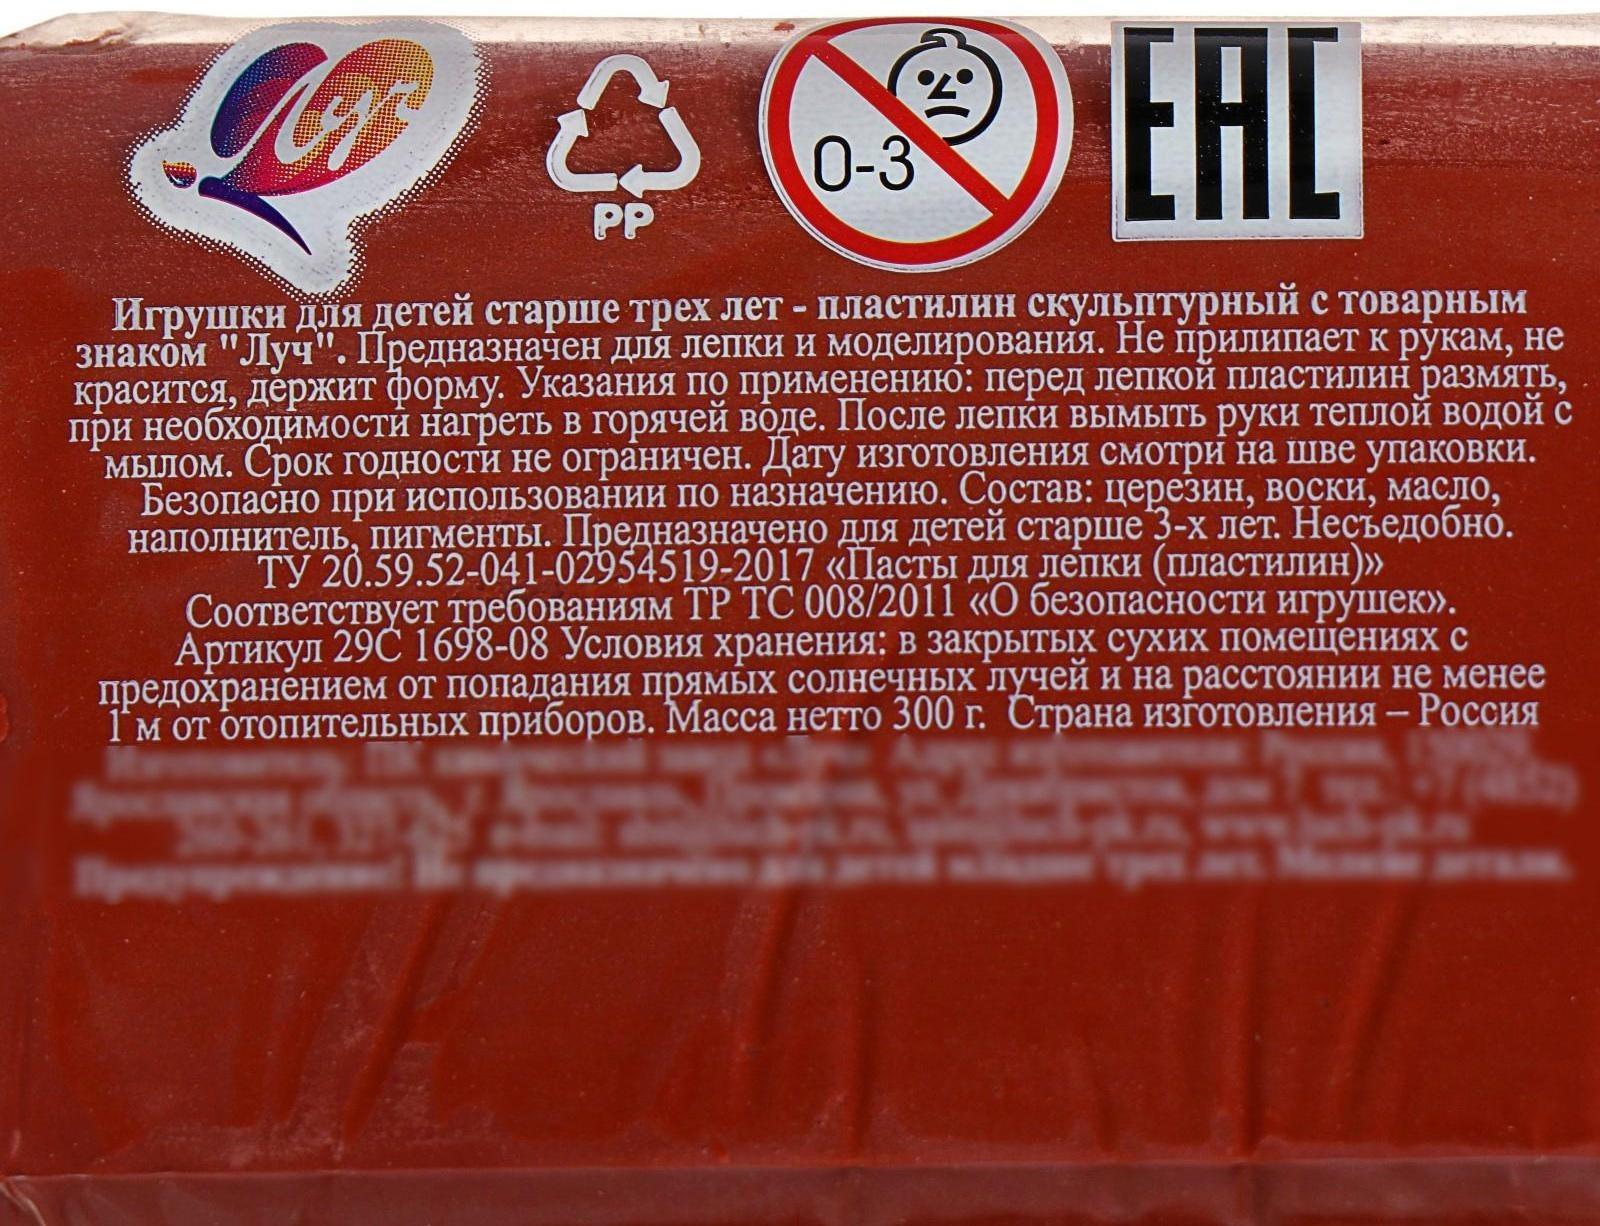 Луч
PP
0-3
EAC
Игрушки для детей старше трех лет - пластилин скульптурный с товарным
знаком "Луч". Предназначен для лепки и моделирования. Не прилипает к рукам, не
красится, держит форму. Указания по применению: перед лепкой пластилин размять,
при необходимости нагреть в горячей воде. После лепки вымыть руки теплой водой с
мылом. Срок годности не ограничен. Дату изготовления смотри на шве упаковки.
Безопасно при использовании по назначению. Состав: церезин, воски, масло,
наполнитель, пигменты. Предназначено для детей старше 3-х лет. Несъедобно.
ТУ 20.59.52-041-02954519-2017 «Пасты для лепки (пластилин)»
Соответствует требованиям ТР ТС 008/2011 «О безопасности игрушек».
Артикул 29С 1698-08 Условия хранения: в закрытых сухих помещениях с
предохранением от попадания прямых солнечных лучей и на расстоянии не менее
1 м от отопительных приборов. Масса нетто 300 г. Страна изготовления – Россия